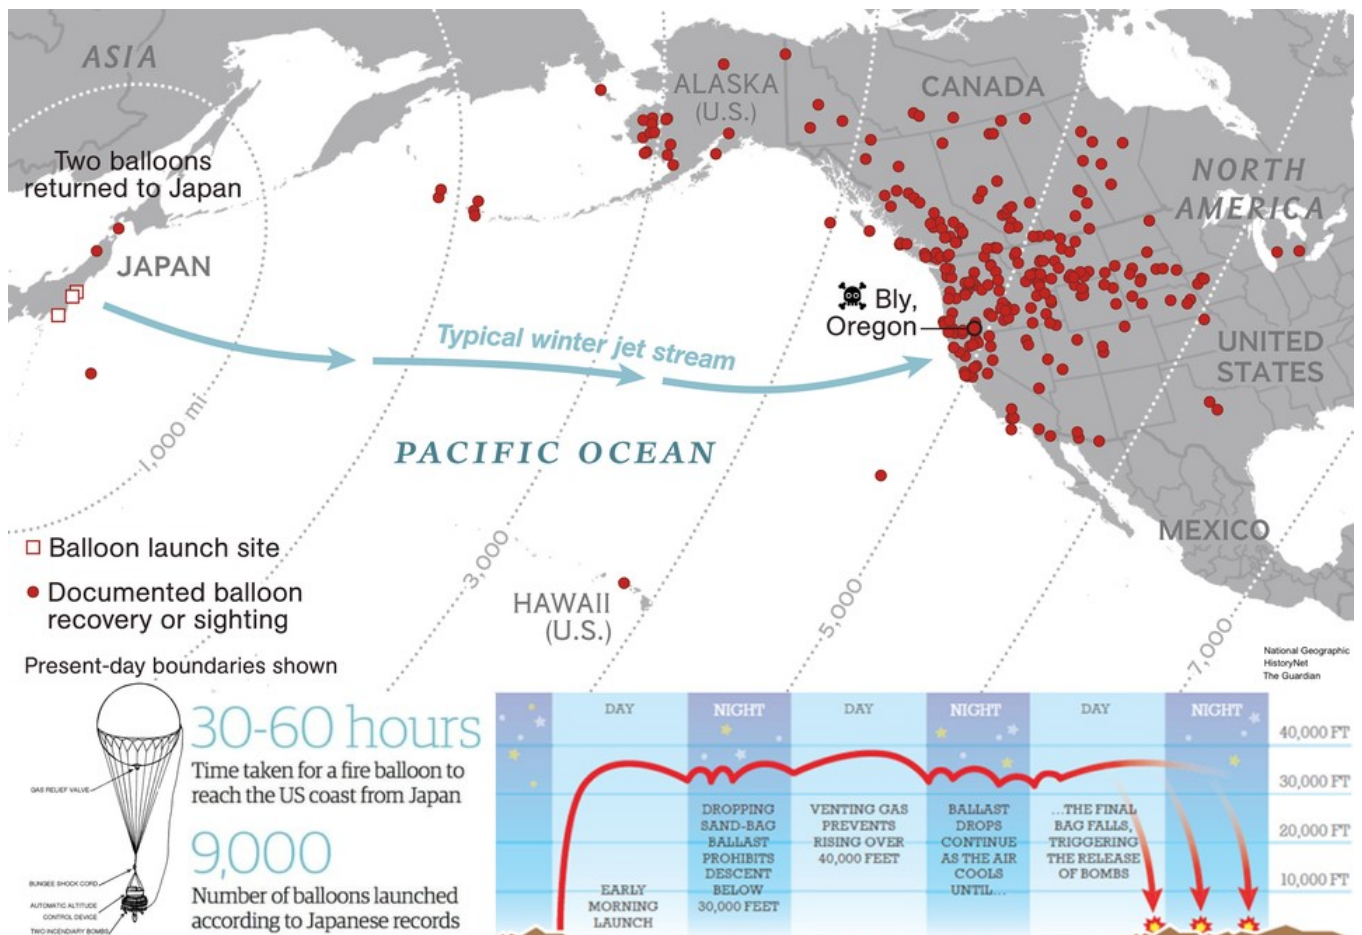 ASIA
ALASKA
(U.S.)
CANADA
Two balloons
returned to Japan
NORTH
AMERICA
JAPAN
Bly,
Oregon
Typical winter jet stream
UNITED
STATES
1,000 mi
PACIFIC OCEAN
MEXICO
Balloon launch site
3,000
Documented balloon
recovery or sighting
HAWAII
(U.S.)
5,000
7,000
Present-day boundaries shown
National Geographic
HistoryNet
The Guardian
GAS RELIEF VALVE
BUNGEE SHOCK CORD
AUTOMATIC ALTITUDE
CONTROL DEVICE
TWO INCENDIARY BOMBS
30-60 hours
Time taken for a fire balloon to
reach the US coast from Japan
9,000
Number of balloons launched
according to Japanese records
DAY
NIGHT
DAY
NIGHT
DAY
NIGHT
40,000 FT
30,000 FT
20,000 FT
10,000 FT
EARLY
MORNING
LAUNCH
DROPPING
SAND-BAG
BALLAST
PROHIBITS
DESCENT
BELOW
30,000 FEET
VENTING GAS
PREVENTS
RISING OVER
40,000 FEET
BALLAST
DROPS
CONTINUE
AS THE AIR
COOLS
UNTIL...
...THE FINAL
BAG FALLS,
TRIGGERING
THE RELEASE
OF BOMBS